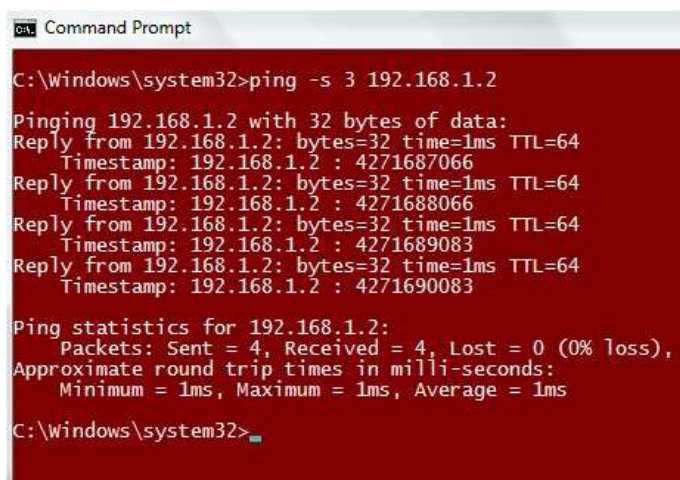 Command Prompt
C:\Windows\system32>ping -s 3 192.168.1.2
Pinging 192.168.1.2 with 32 bytes of data:
Reply from 192.168.1.2: bytes=32 time=1ms TTL=64
Timestamp: 192.168.1.2 : 4271687066
Reply from 192.168.1.2: bytes=32 time=1ms TTL=64
Timestamp: 192.168.1.2 : 4271688066
Reply from 192.168.1.2: bytes=32 time=1ms TTL=64
Timestamp: 192.168.1.2 : 4271689083
Reply from 192.168.1.2: bytes=32 time=1ms TTL=64
Timestamp: 192.168.1.2 : 4271690083
Ping statistics for 192.168.1.2:
Packets: Sent = 4, Received = 4, Lost = 0 (0% loss),
Approximate round trip times in milli-seconds:
Minimum = 1ms, Maximum = 1ms, Average = 1ms
C:\Windows\system32>